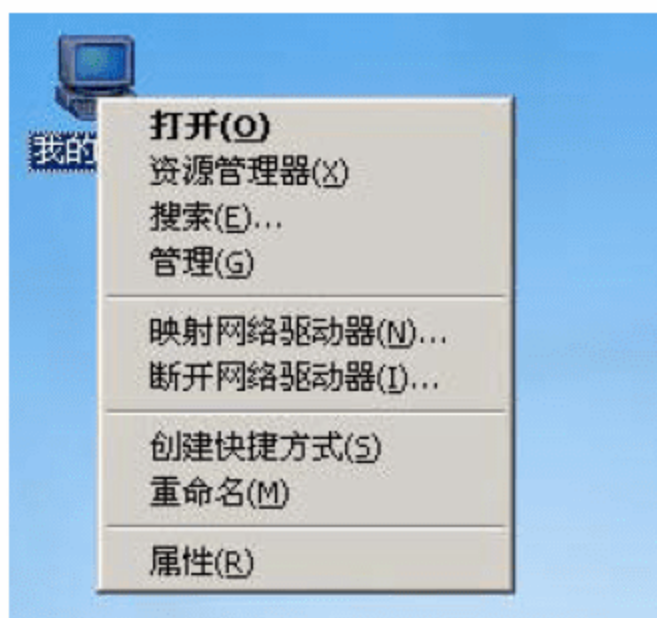 我的
打开(O)
资源管理器(X)
搜索(E)...
管理(G)
映射网络驱动器(N)...
断开网络驱动器(I)...
创建快捷方式(S)
重命名(M)
属性(R)